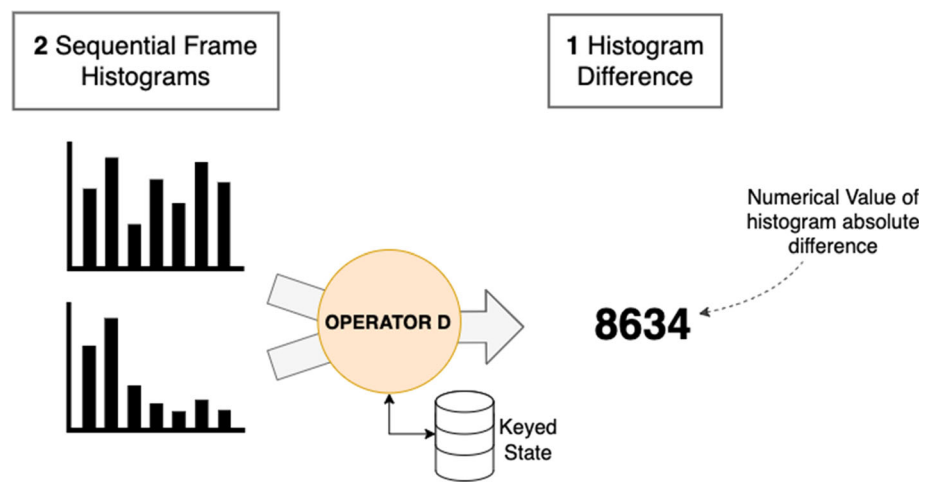 2 Sequential Frame
Histograms
1 Histogram
Difference
Numerical Value of
histogram absolute
difference
OPERATOR D
8634
Keyed
State